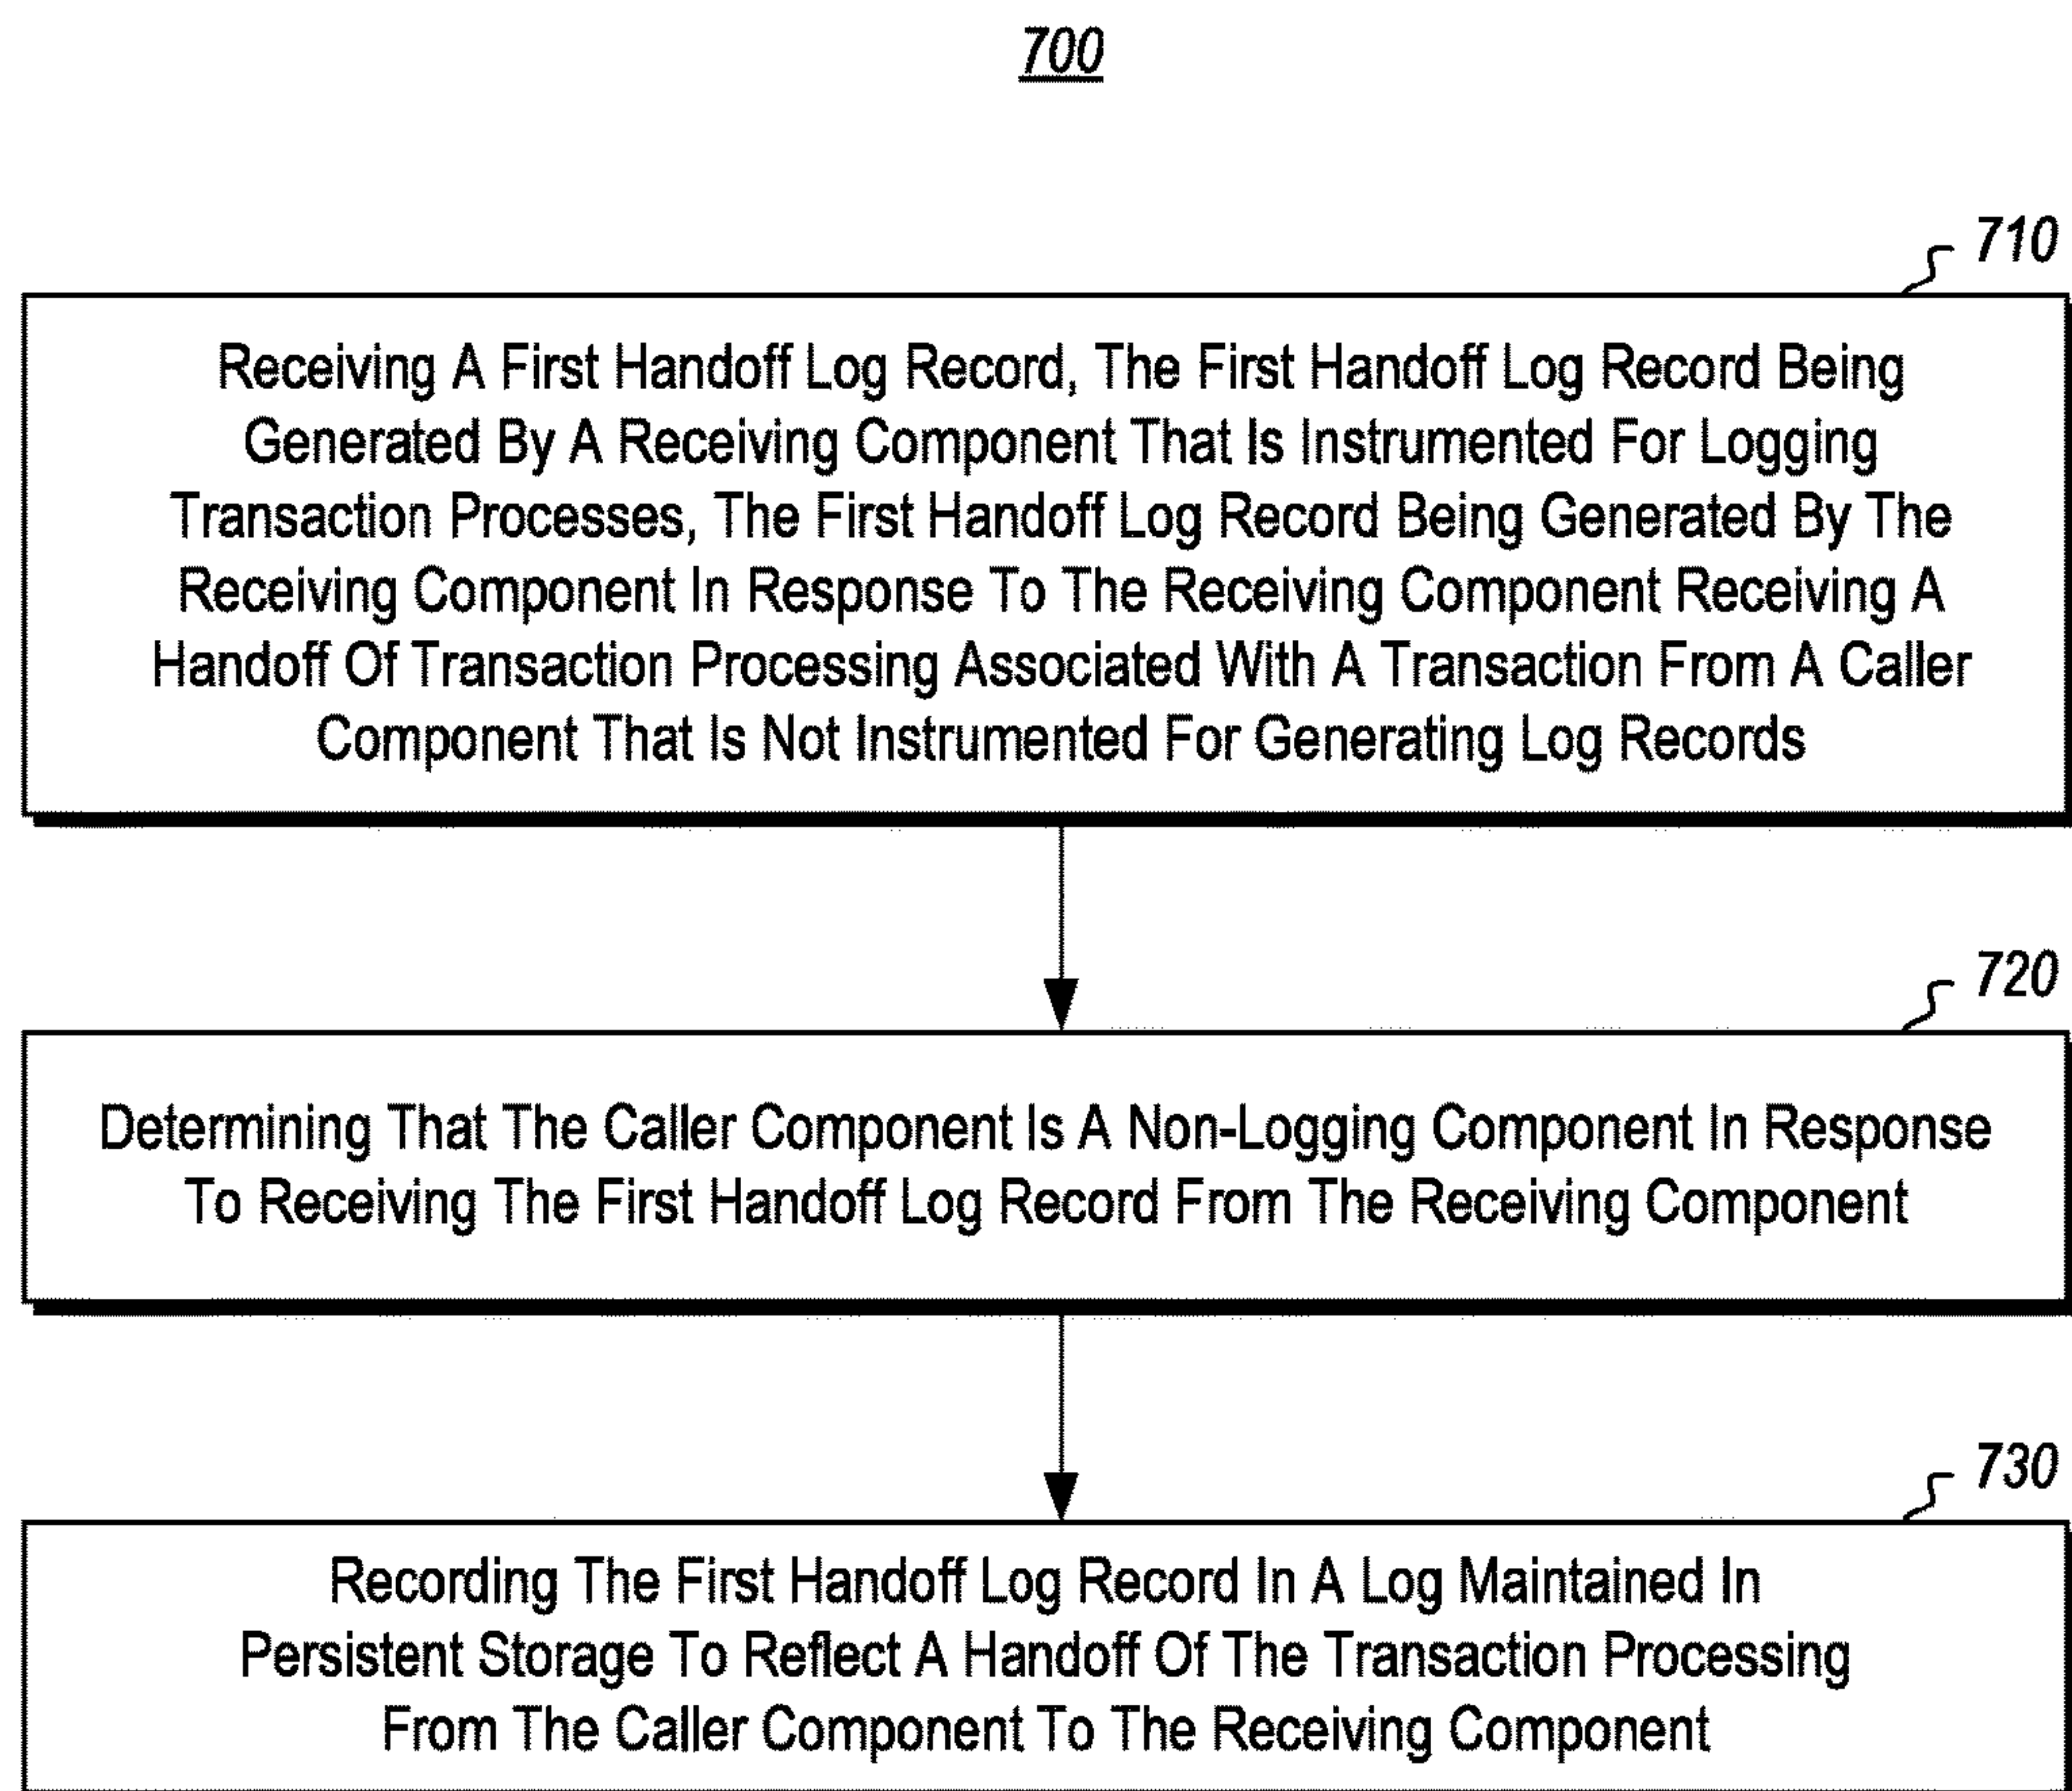 700
710
Receiving A First Handoff Log Record, The First Handoff Log Record Being
Generated By A Receiving Component That Is Instrumented For Logging
Transaction Processes, The First Handoff Log Record Being Generated By The
Receiving Component In Response To The Receiving Component Receiving A
Handoff Of Transaction Processing Associated With A Transaction From A Caller
Component That Is Not Instrumented For Generating Log Records
720
Determining That The Caller Component Is A Non-Logging Component In Response
To Receiving The First Handoff Log Record From The Receiving Component
730
Recording The First Handoff Log Record In A Log Maintained In
Persistent Storage To Reflect A Handoff Of The Transaction Processing
From The Caller Component To The Receiving Component